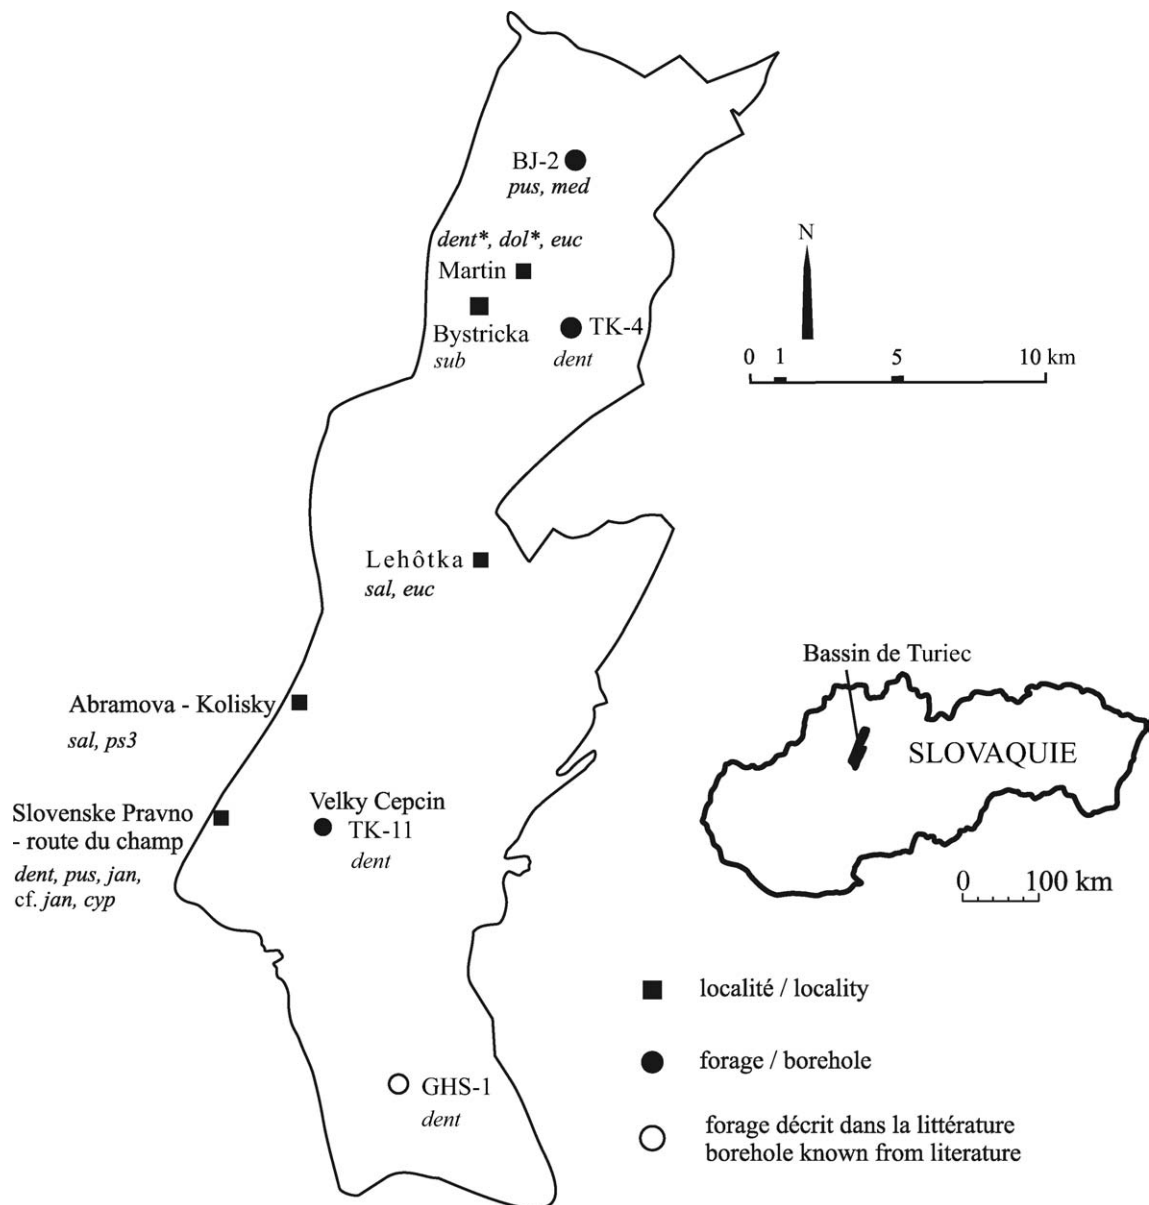 BJ-2
pus, med
dent*, dol*, euc
Martin
Bystricka
sub
TK-4
dent
N
0 1 5 10 km
Lehôtka
sal, euc
Abramova - Kolisky
sal, ps3
Slovenske Pravno
- route du champ
dent, pus, jan,
cf. jan, cyp
Velky Cepcin
TK-11
dent
GHS-1
dent
Bassin de Turiec
SLOVAQUIE
0 100 km
localité / locality
forage / borehole
forage décrit dans la littérature
borehole known from literature